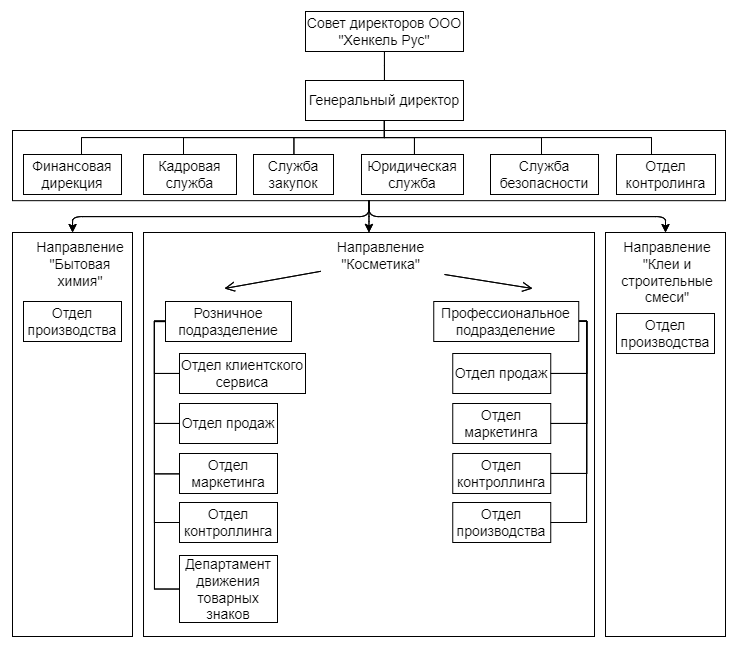 Совет директоров ООО
"Хенкель Рус"
Генеральный директор
Финансовая
дирекция
Кадровая
служба
Служба
закупок
Юридическая
служба
Служба
безопасности
Отдел
контролинга
Направление
"Бытовая
химия"
Отдел
производства
Направление
"Косметика"
Розничное
подразделение
Отдел клиентского
сервиса
Отдел продаж
Отдел
маркетинга
Отдел
контроллинга
Департамент
движения
товарных
знаков
Профессиональное
подразделение
Отдел продаж
Отдел
маркетинга
Отдел
контроллинга
Отдел
производства
Направление
"Клеи и
строительные
смеси"
Отдел
производства